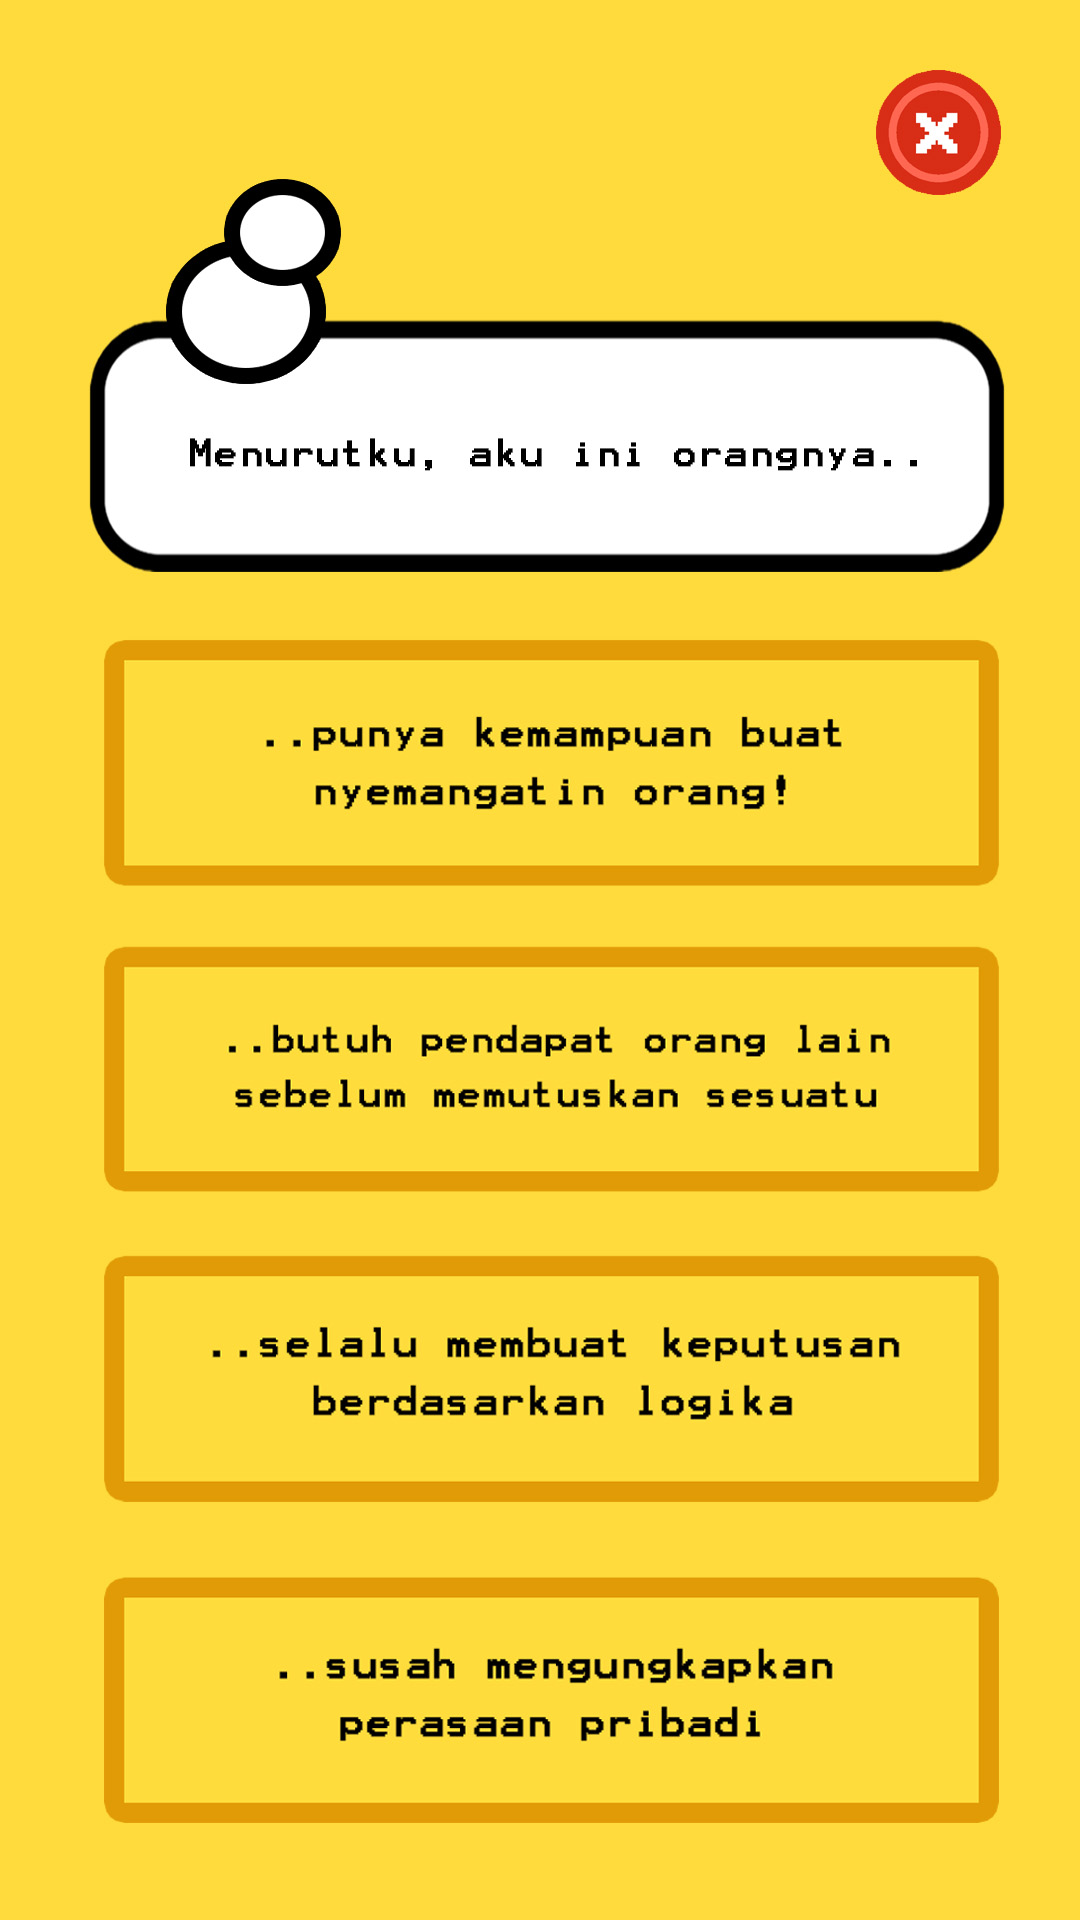 Menurutku, aku ini orangnya..
..punya kemampuan buat
nyemangatin orang!
..butuh pendapat orang lain
sebelum memutuskan sesuatu
..selalu membuat keputusan
berdasarkan logika
..susah mengungkapkan
perasaan pribadi